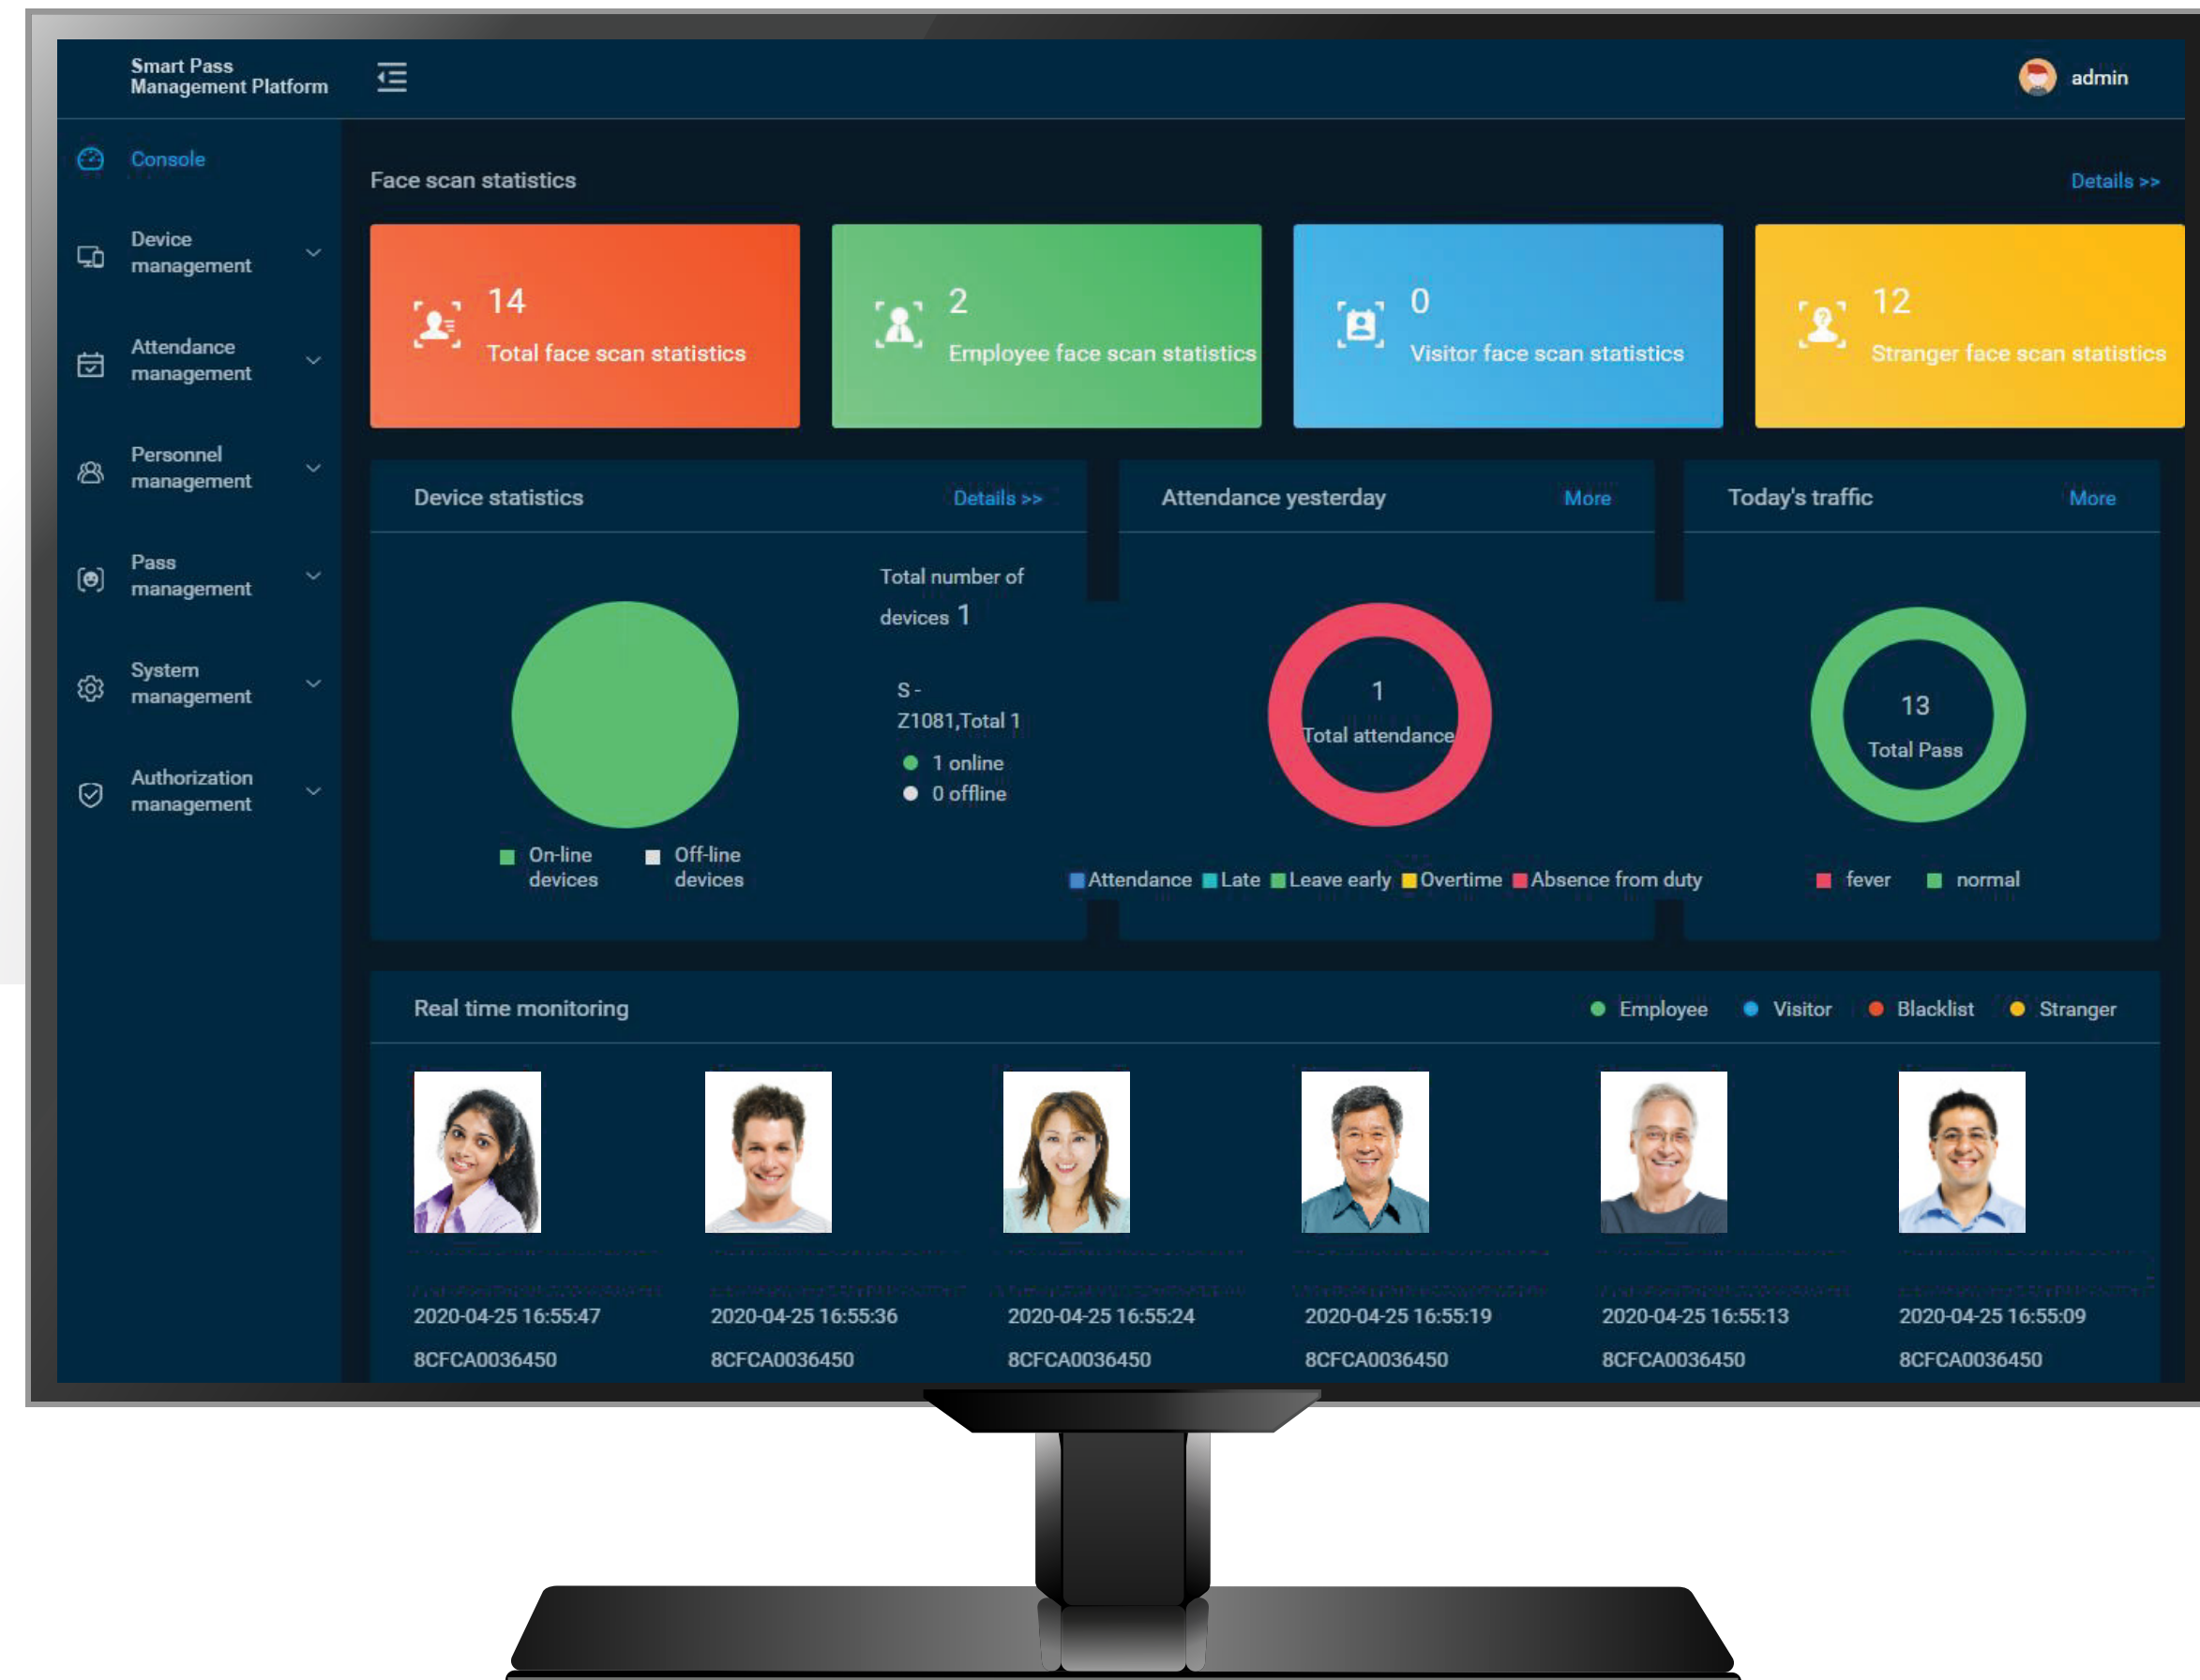 Smart Pass
Management Platform
admin
Console
Device
management
Attendance
management
Personnel
management
Pass
management
System
management
Authorization
management
Face scan statistics
Details >>
14
Total face scan statistics
2
Employee face scan statistics
0
Visitor face scan statistics
12
Stranger face scan statistics
Device statistics
Details >>
Total number of
devices 1
S -
Z1081,Total 1
1 online
0 offline
On-line
devices
Off-line
devices
Attendance yesterday
More
1
Total attendance
Attendance Late Leave early Overtime Absence from duty
Today's traffic
More
13
Total Pass
fever normal
Real time monitoring
Employee Visitor Blacklist Stranger
2020-04-25 16:55:47 2020-04-25 16:55:36 2020-04-25 16:55:24 2020-04-25 16:55:19 2020-04-25 16:55:13 2020-04-25 16:55:09
8CFCA0036450 8CFCA0036450 8CFCA0036450 8CFCA0036450 8CFCA0036450 8CFCA0036450